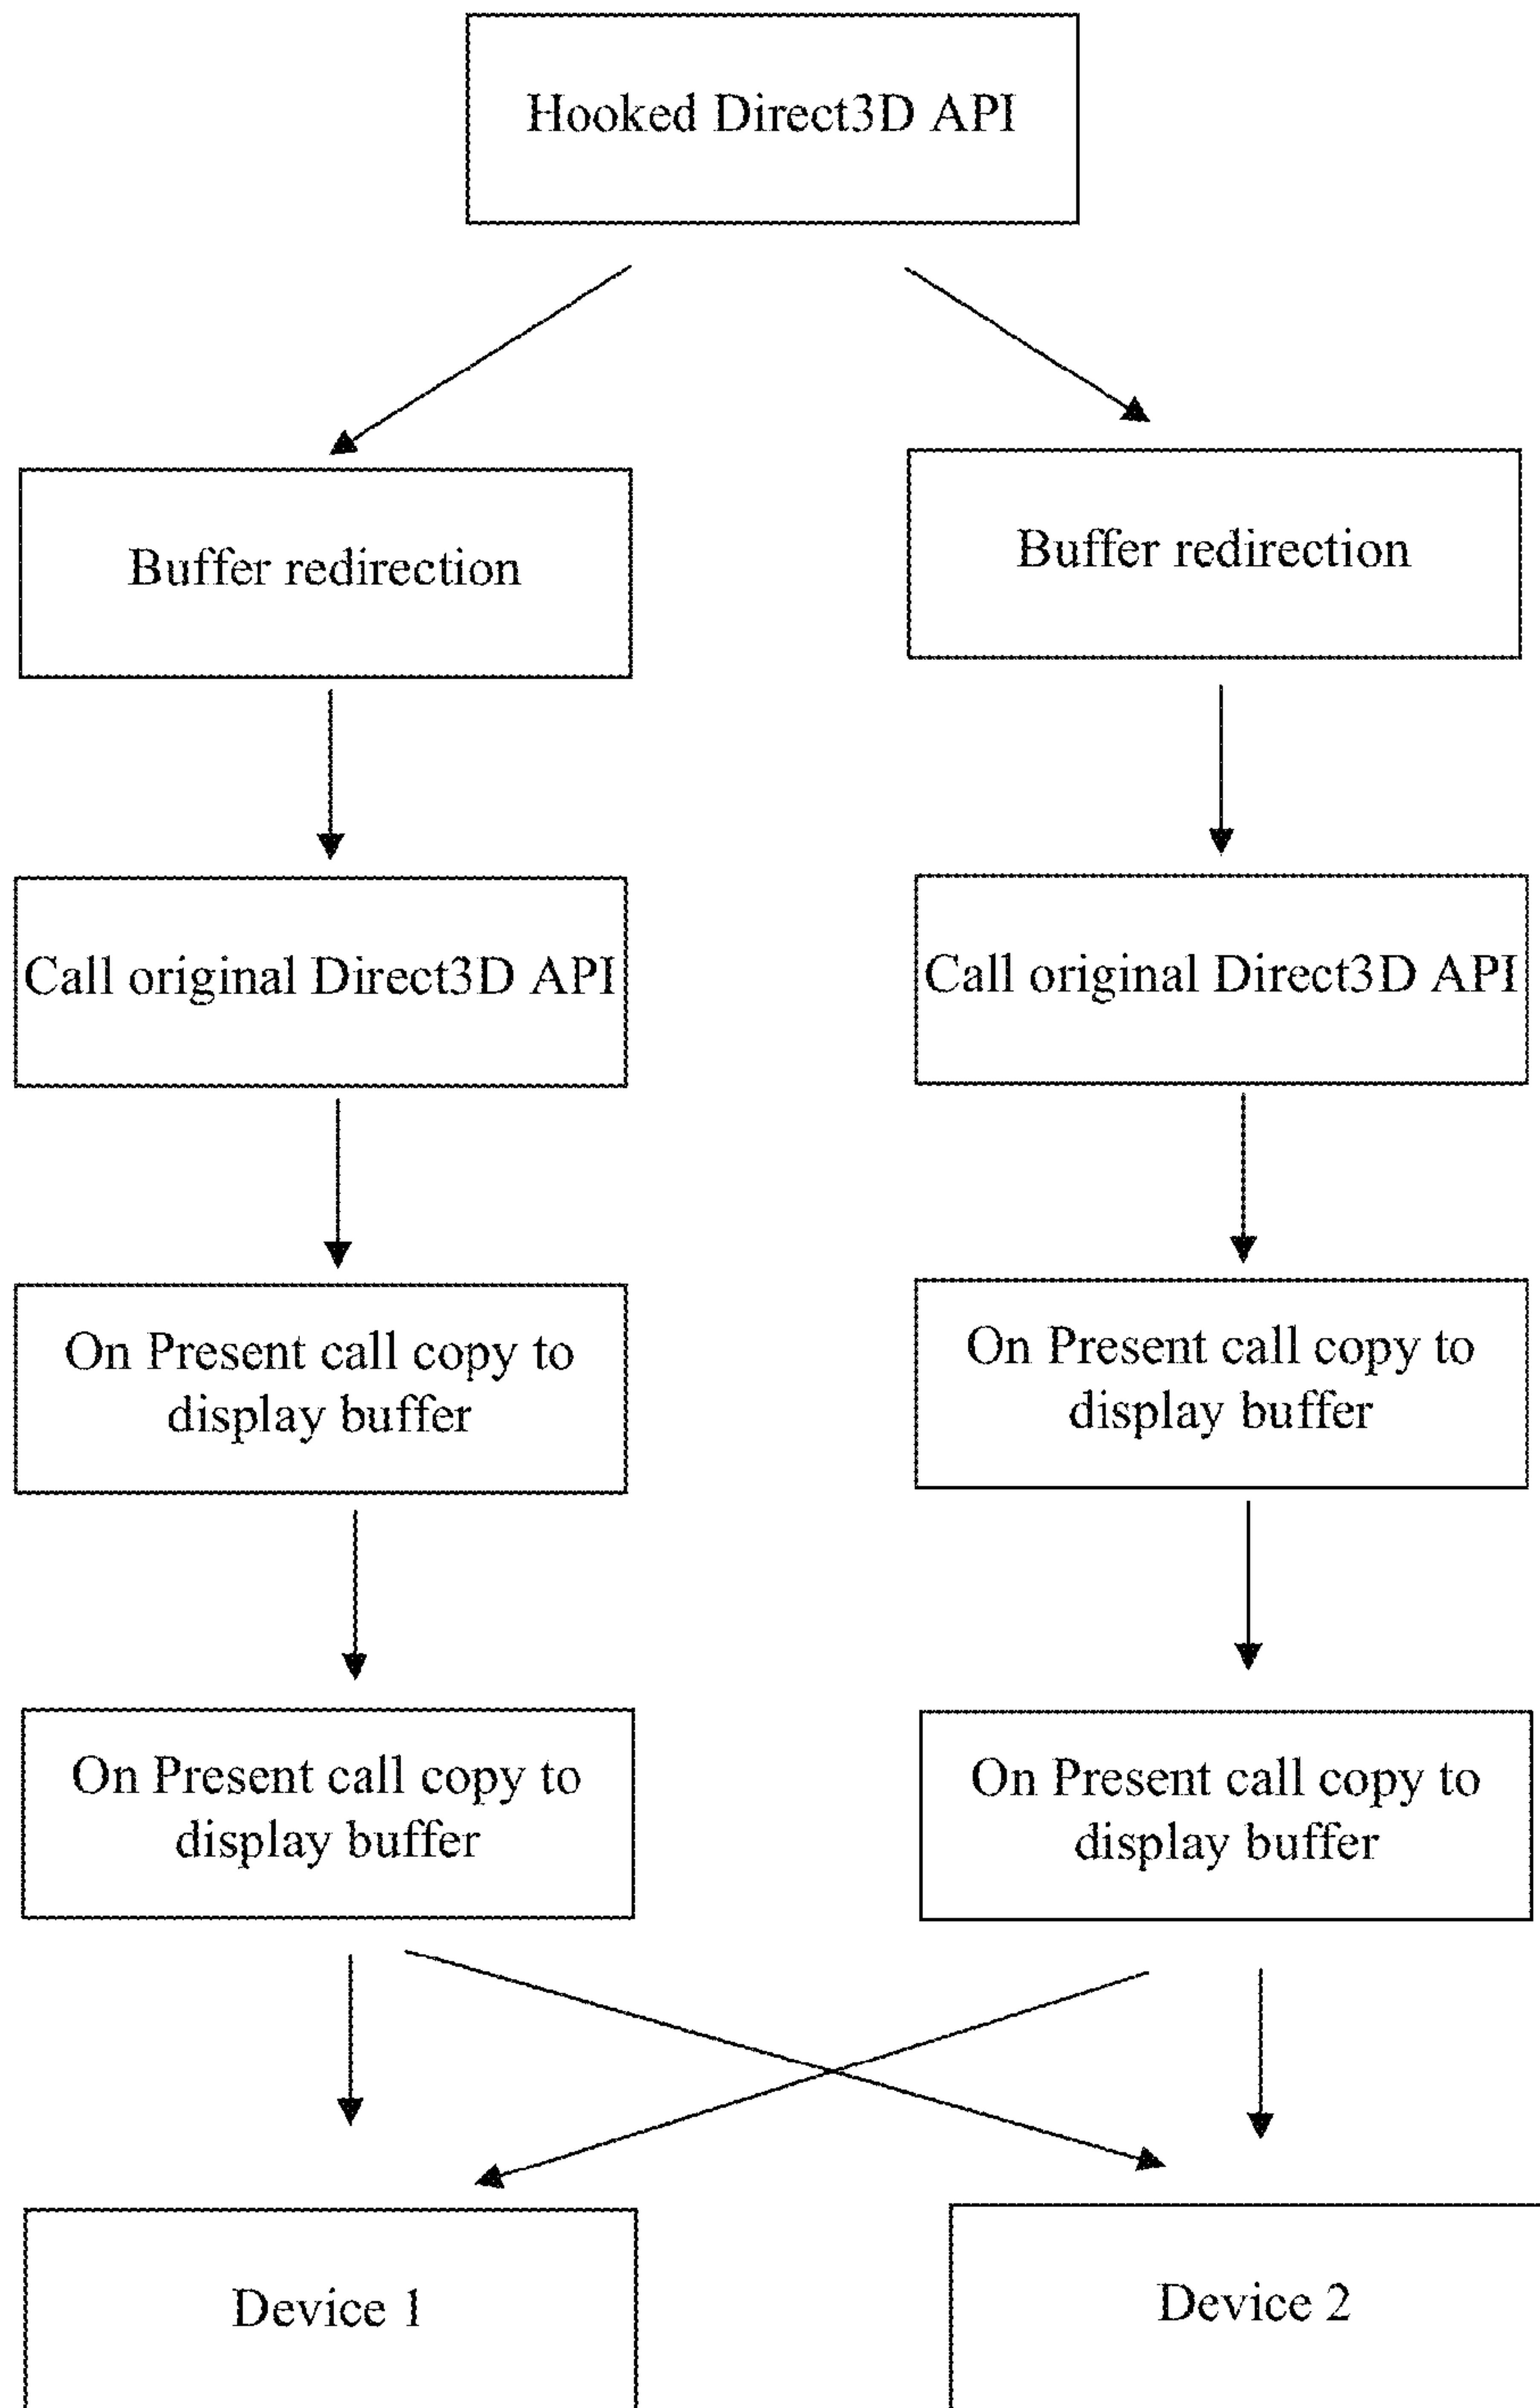 Hooked Direct3D API
Buffer redirection
Buffer redirection
Call original Direct3D API
Call original Direct3D API
On Present call copy to
display buffer
On Present call copy to
display buffer
On Present call copy to
display buffer
On Present call copy to
display buffer
Device 1
Device 2